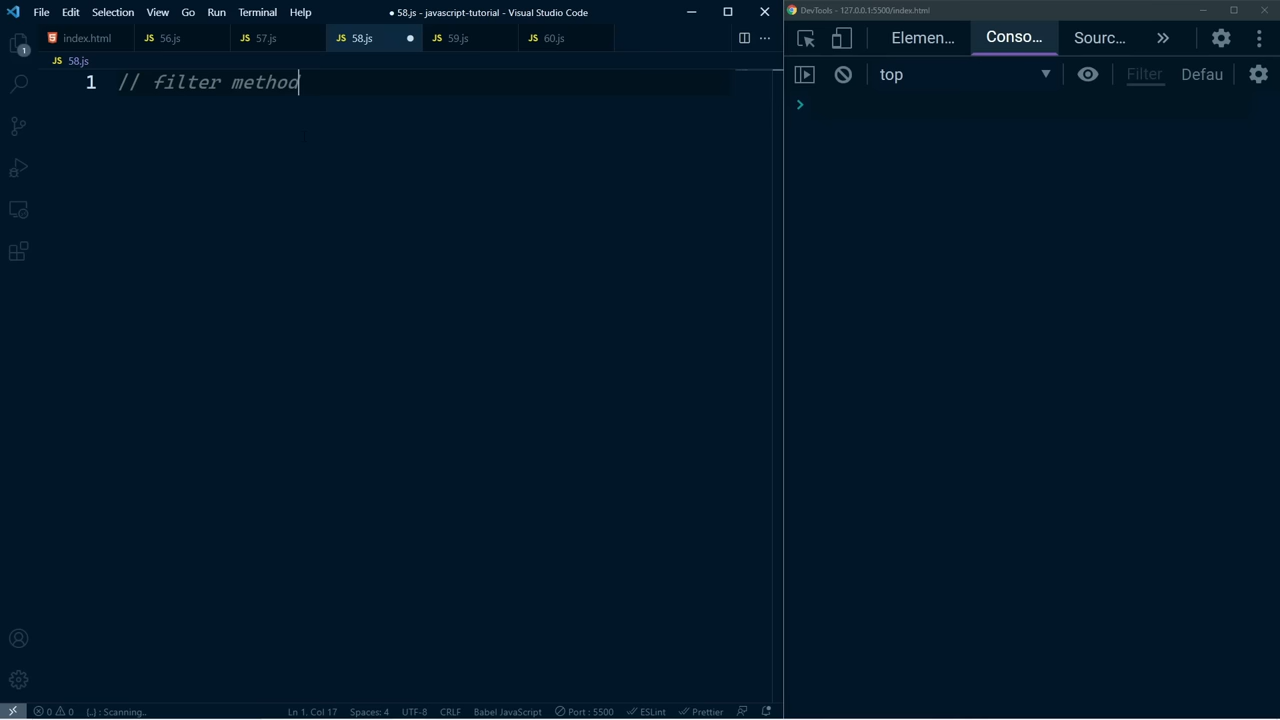 File Edit Selection View Go Run Terminal Help
● 58.js - javascript-tutorial - Visual Studio Code
index.html
JS 56.js
JS 57.js
JS 58.js
JS 59.js
JS 60.js
JS 58.js
1 // filter method
1
0 0
{..} : Scanning..
Ln 1, Col 17
Spaces: 4
UTF-8
CRLF
Babel JavaScript
Port : 5500
ESLint
Prettier
DevTools - 127.0.0.1:5500/index.html
Elemen...
Conso...
Sourc...
top
Filter
Defau